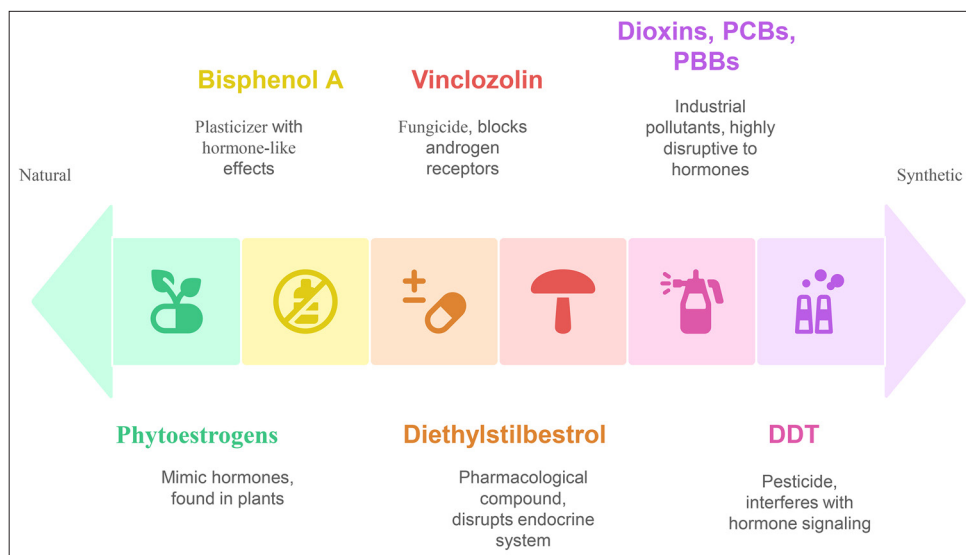 Dioxins, PCBs,
PBBs
Bisphenol A
Vinclozolin
Plasticizer with
hormone-like
effects
Fungicide, blocks
androgen
receptors
Industrial
pollutants, highly
disruptive to
hormones
Natural
Synthetic
Phytoestrogens
Diethylstilbestrol
DDT
Mimic hormones,
found in plants
Pharmacological
compound,
disrupts endocrine
system
Pesticide,
interferes with
hormone signaling